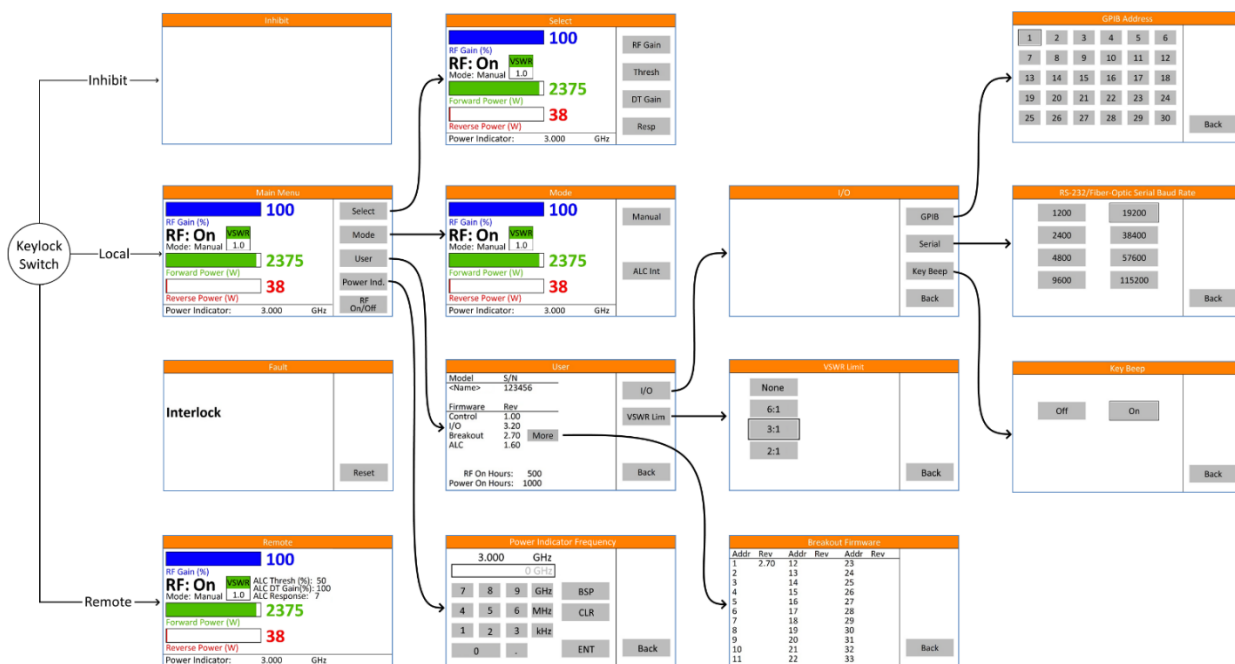 Keylock
Switch
Inhibit
Local
Remote
Inhibit
Select
100
RF Gain (%)
RF: On
VSWR
Mode: Manual
1.0
2375
Forward Power (W)
38
Reverse Power (W)
Power Indicator: 3.000 GHz
RF Gain
Thresh
DT Gain
Resp
GPIB Address
1 2 3 4 5 6
7 8 9 10 11 12
13 14 15 16 17 18
19 20 21 22 23 24
25 26 27 28 29 30
Back
Main Menu
100
RF Gain (%)
RF: On
VSWR
Mode: Manual
1.0
2375
Forward Power (W)
38
Reverse Power (W)
Power Indicator: 3.000 GHz
Select
Mode
User
Power Ind.
RF
On/Off
Mode
100
RF Gain (%)
RF: On
VSWR
Mode: Manual
1.0
2375
Forward Power (W)
38
Reverse Power (W)
Power Indicator: 3.000 GHz
Manual
ALC Int
I/O
GPIB
Serial
Key Beep
Back
RS-232/Fiber-Optic Serial Baud Rate
1200 19200
2400 38400
4800 57600
9600 115200
Back
Fault
Interlock
Reset
User
Model S/N
<Name> 123456
Firmware Rev
Control 1.00
I/O 3.20
Breakout 2.70 More
ALC 1.60
RF On Hours: 500
Power On Hours: 1000
I/O
VSWR Lim
Back
VSWR Limit
None
6:1
3:1
2:1
Back
Key Beep
Off On
Back
Remote
100
RF Gain (%)
RF: On
VSWR
Mode: Manual
1.0
ALC Thresh (%): 50
ALC DT Gain(%): 100
ALC Response: 7
2375
Forward Power (W)
38
Reverse Power (W)
Power Indicator: 3.000 GHz
Power Indicator Frequency
3.000 GHz
0 GHz
7 8 9 GHz BSP
4 5 6 MHz CLR
1 2 3 kHz
0 . ENT
Back
Breakout Firmware
Addr Rev Addr Rev Addr Rev
1 2.70 12 23
2 13 24
3 14 25
4 15 26
5 16 27
6 17 28
7 18 29
8 19 30
9 20 31
10 21 32
11 22 33
Back